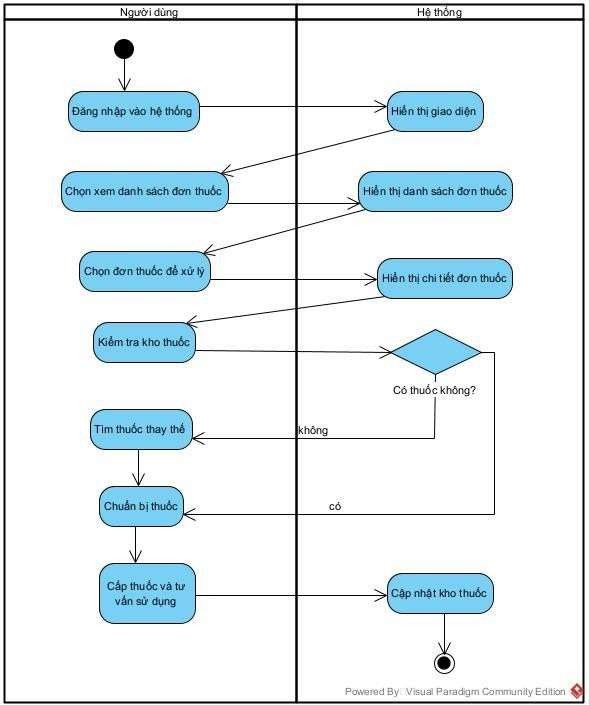 Người dùng
Hệ thống
Đăng nhập vào hệ thống
Hiển thị giao diện
Chọn xem danh sách đơn thuốc
Hiển thị danh sách đơn thuốc
Chọn đơn thuốc để xử lý
Hiển thị chi tiết đơn thuốc
Kiểm tra kho thuốc
Có thuốc không?
Tìm thuốc thay thế
không
Chuẩn bị thuốc
có
Cấp thuốc và tư
vấn sử dụng
Cập nhật kho thuốc
Powered By: Visual Paradigm Community Edition